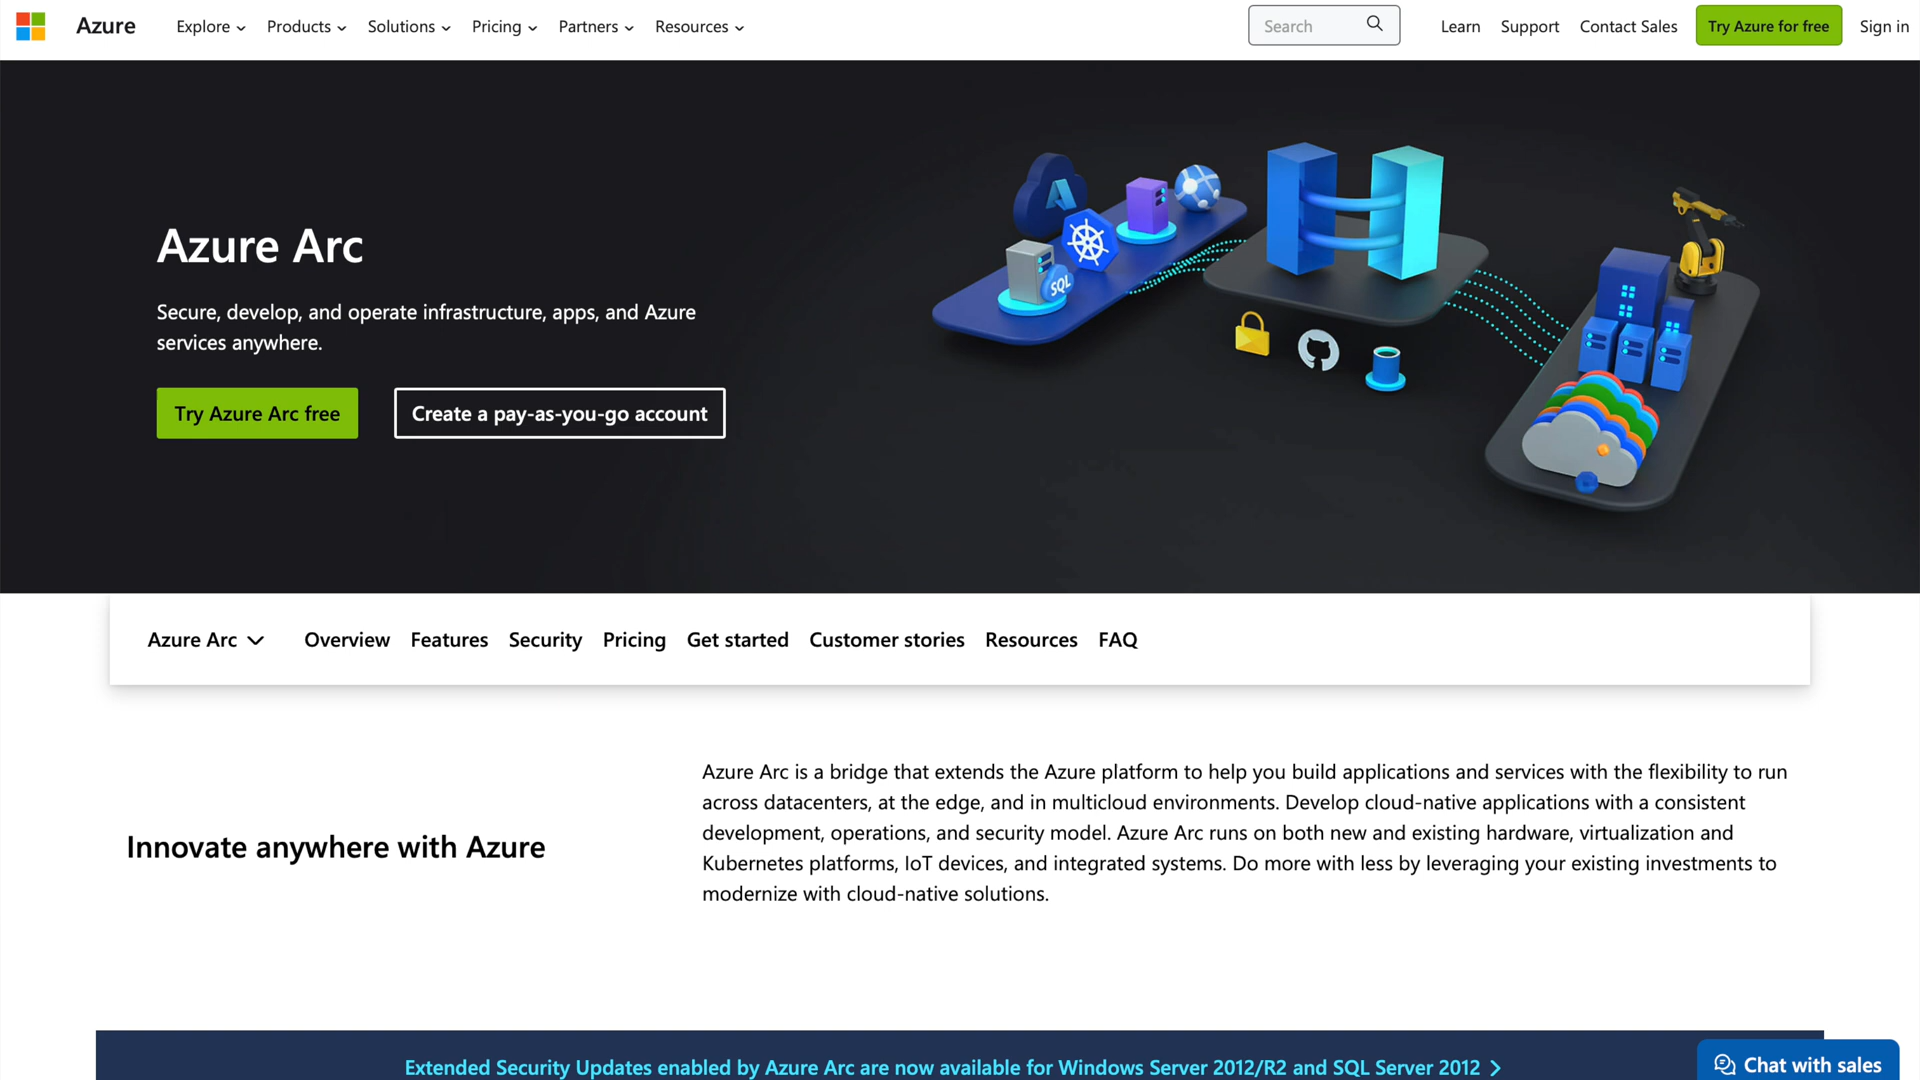 Azure
Explore
Products
Solutions
Pricing
Partners
Resources
Search
Learn
Support
Contact Sales
Try Azure for free
Sign in
Azure Arc
Secure, develop, and operate infrastructure, apps, and Azure
services anywhere.
Try Azure Arc free
Create a pay-as-you-go account
SQL
Azure Arc
Overview
Features
Security
Pricing
Get started
Customer stories
Resources
FAQ
Innovate anywhere with Azure
Azure Arc is a bridge that extends the Azure platform to help you build applications and services with the flexibility to run
across datacenters, at the edge, and in multicloud environments. Develop cloud-native applications with a consistent
development, operations, and security model. Azure Arc runs on both new and existing hardware, virtualization and
Kubernetes platforms, IoT devices, and integrated systems. Do more with less by leveraging your existing investments to
modernize with cloud-native solutions.
Extended Security Updates enabled by Azure Arc are now available for Windows Server 2012/R2 and SQL Server 2012
Chat with sales